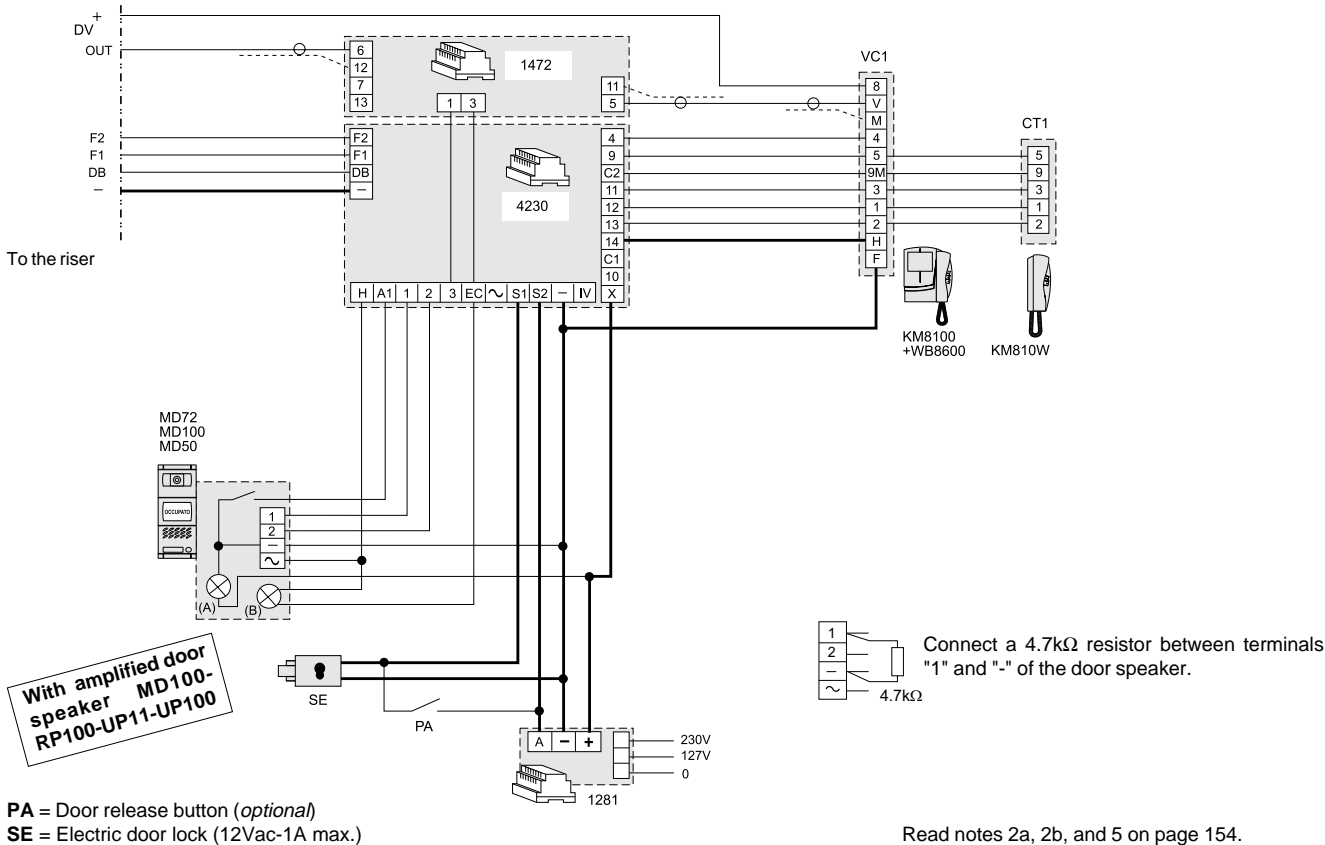 +
DV
OUT
6
12
7
13
1472
1 3
11
5
VC1
8
V
M
4
5
9M
3
1
2
H
F
CT1
5
9
3
1
2
F2
F1
DB
–
F2
F1
DB
–
4230
4
9
C2
11
12
13
14
C1
10
X
H A1 1 2 3 EC ~ S1 S2 – IV
To the riser
KM8100
+WB8600
KM810W
MD72
MD100
MD50
OCCUPATO
1
2
–
~
(A)
(B)
With amplified door
speaker MD100-
RP100-UP11-UP100
SE
PA
A – +
230V
127V
0
1281
1
2
–
~
4.7kΩ
Connect a 4.7kΩ resistor between terminals
"1" and "-" of the door speaker.
PA = Door release button (optional)
SE = Electric door lock (12Vac-1A max.)
Read notes 2a, 2b, and 5 on page 154.